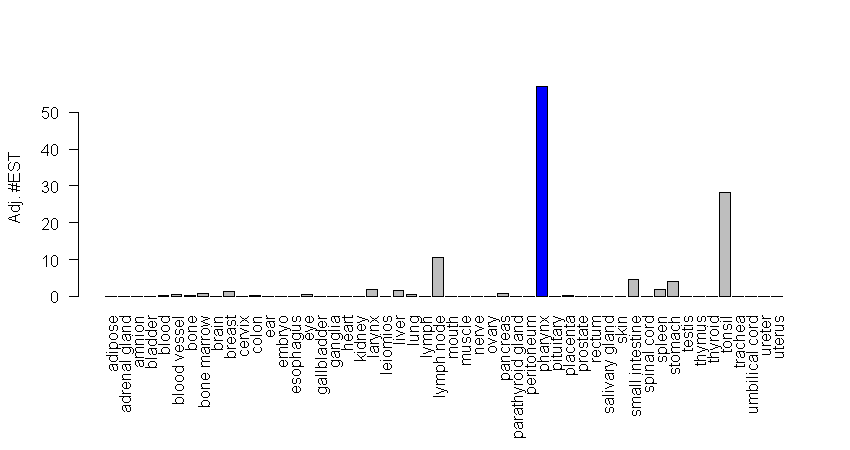 Adj. #EST
50
40
30
20
10
0
adipose
adrenal gland
amnion
bladder
blood
blood vessel
bone
bone marrow
brain
breast
cervix
colon
ear
embryo
esophagus
eye
gallbladder
ganglia
heart
kidney
larynx
leiomios
liver
lung
lymph
lymph node
mouth
muscle
nerve
ovary
pancreas
parathyroid gland
peritoneum
pharynx
pituitary
placenta
prostate
rectum
salivary gland
skin
small intestine
spinal cord
spleen
stomach
testis
thymus
thyroid
tonsil
trachea
umbilical cord
ureter
uterus